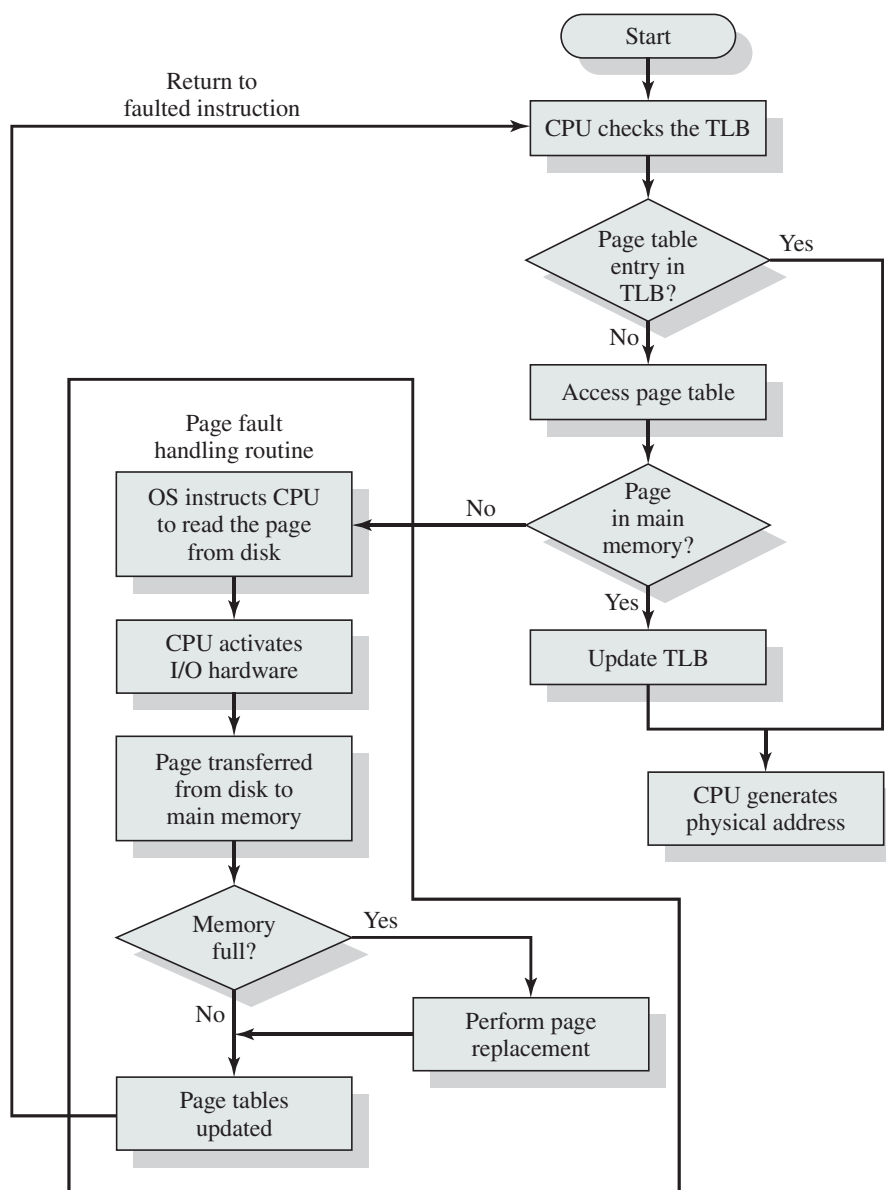 Start
Return to
faulted instruction
CPU checks the TLB
Page table
entry in
TLB?
Yes
No
Access page table
Page fault
handling routine
OS instructs CPU
to read the page
from disk
No
Page
in main
memory?
Yes
CPU activates
I/O hardware
Update TLB
Page transferred
from disk to
main memory
CPU generates
physical address
Memory
full?
Yes
No
Perform page
replacement
Page tables
updated